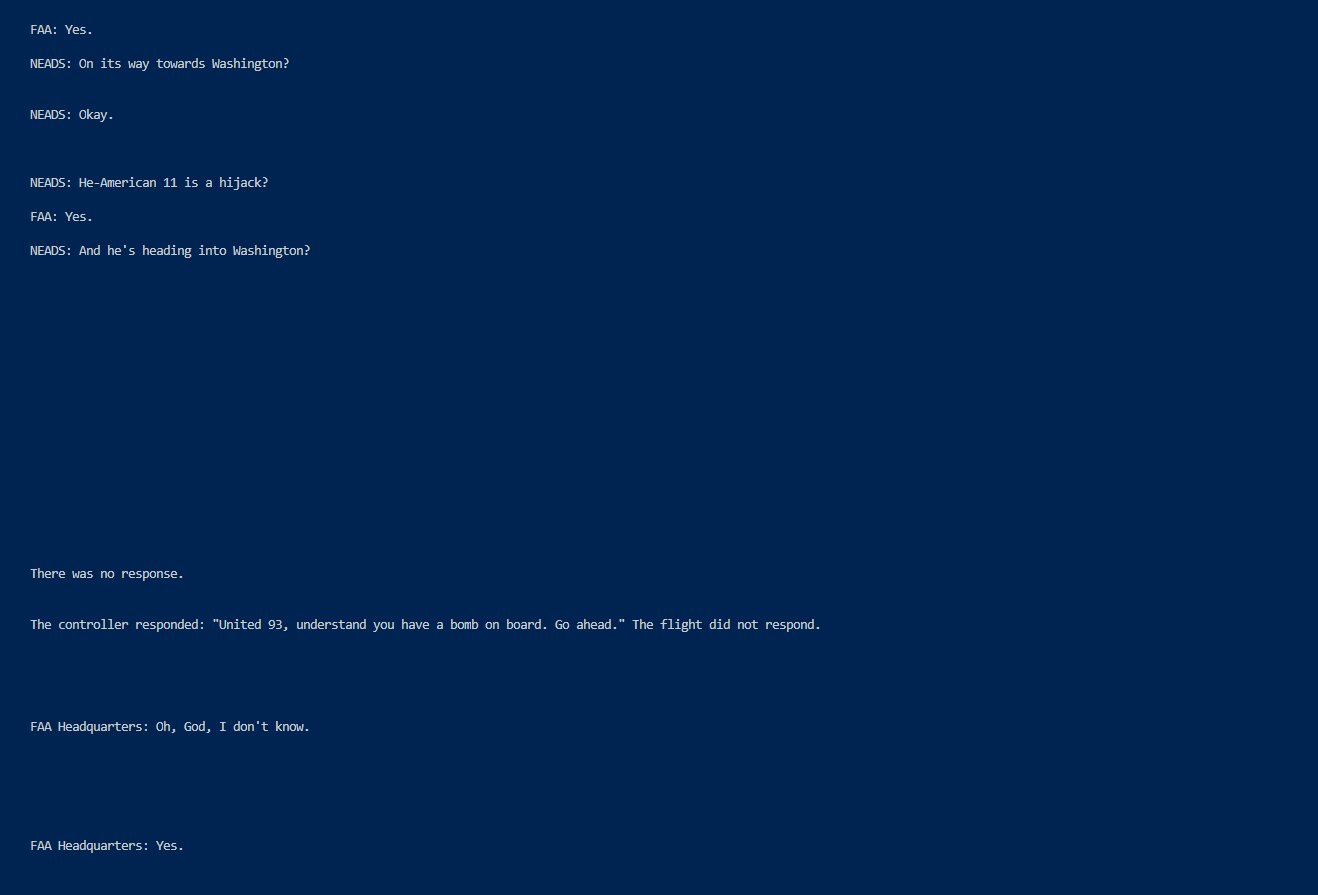 FAA: Yes.
NEADS: On its way towards Washington?
NEADS: Okay.
NEADS: He-American 11 is a hijack?
FAA: Yes.
NEADS: And he's heading into Washington?
There was no response.
The controller responded: "United 93, understand you have a bomb on board. Go ahead." The flight did not respond.
FAA Headquarters: Oh, God, I don't know.
FAA Headquarters: Yes.